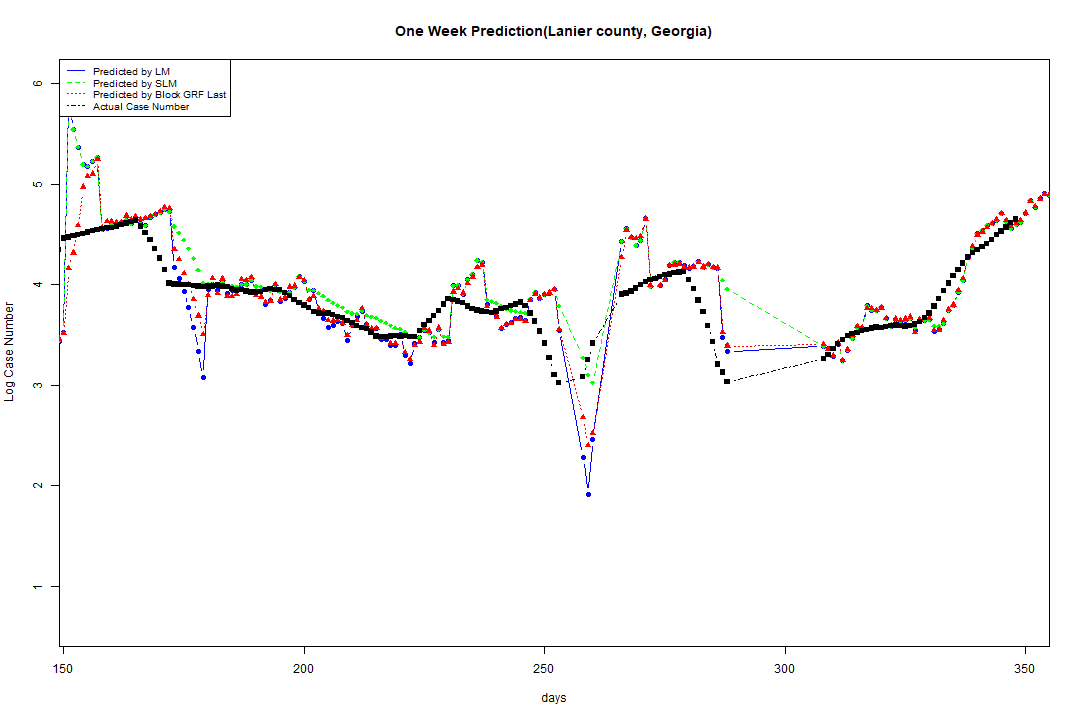 One Week Prediction(Lanier county, Georgia)
Predicted by LM
Predicted by SLM
Predicted by Block GRF Last
Actual Case Number
6
5
4
3
2
1
Log Case Number
150 200 250 300 350
days